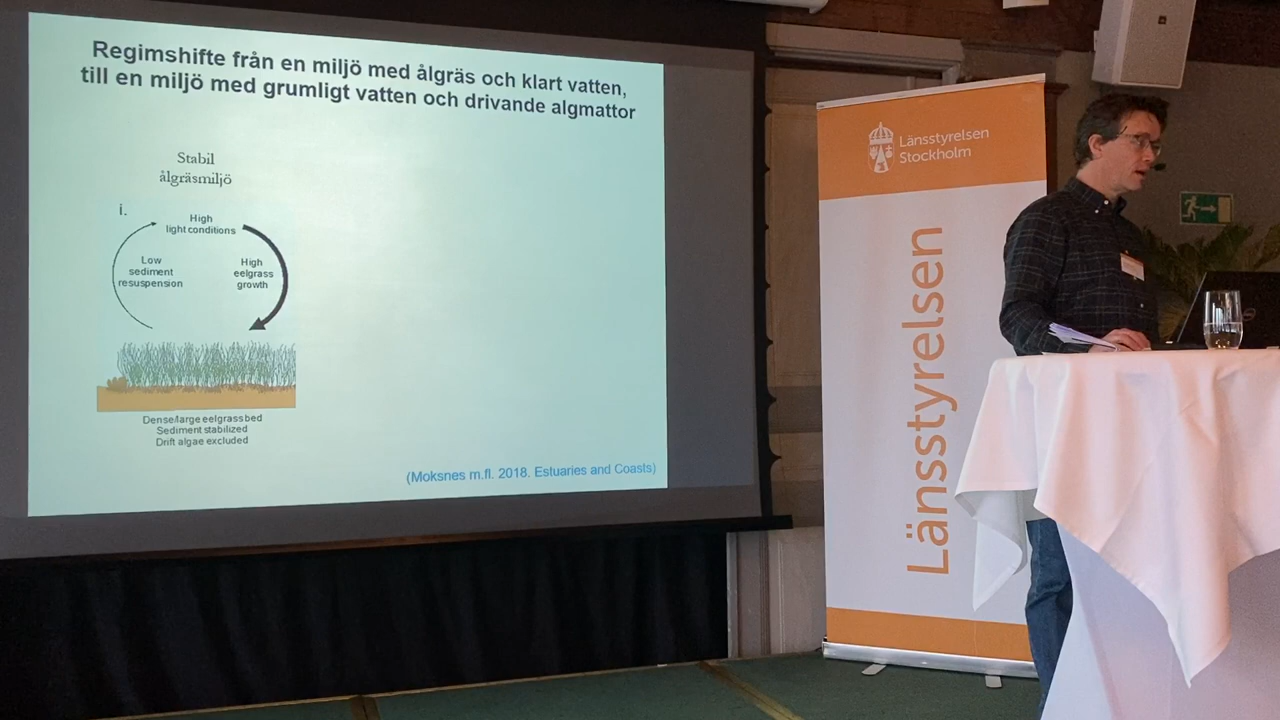 Regimshifte från en miljö med ålgräs och klart vatten,
till en miljö med grumligt vatten och drivande algmattor
Stabil
ålgräsmiljö
i.
High
light conditions
Low
sediment
resuspension
High
eelgrass
growth
Dense/large eelgrass bed
Sediment stabilized
Drift algae excluded
(Moksnes m.fl. 2018. Estuaries and Coasts)
Länsstyrelsen
Stockholm
Länsstyrelsen